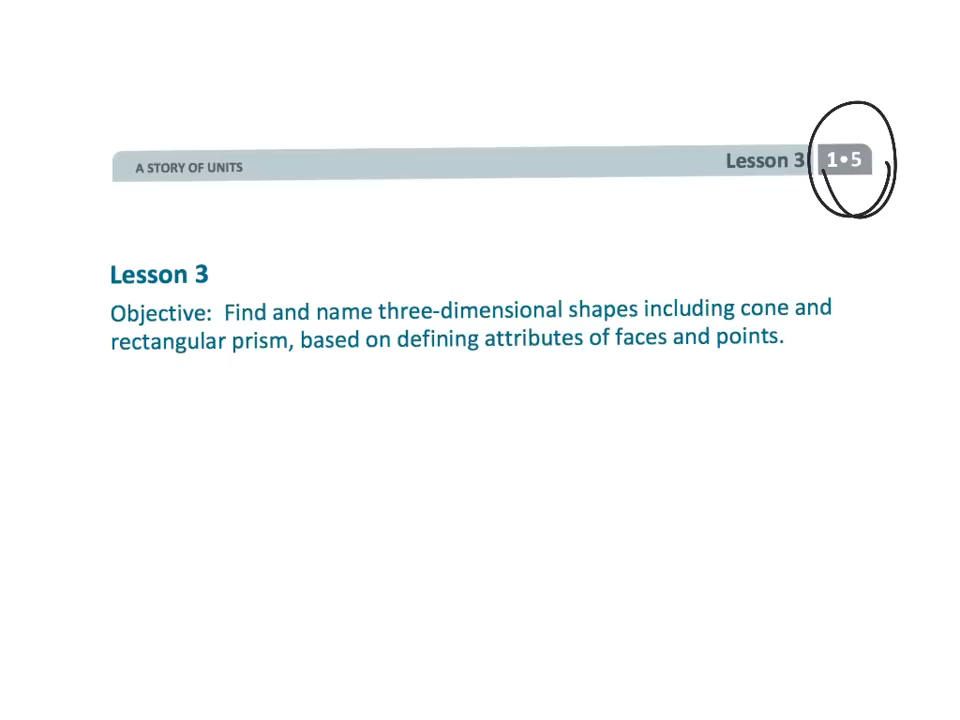 A STORY OF UNITS
Lesson 3 1•5
Lesson 3
Objective: Find and name three-dimensional shapes including cone and
rectangular prism, based on defining attributes of faces and points.